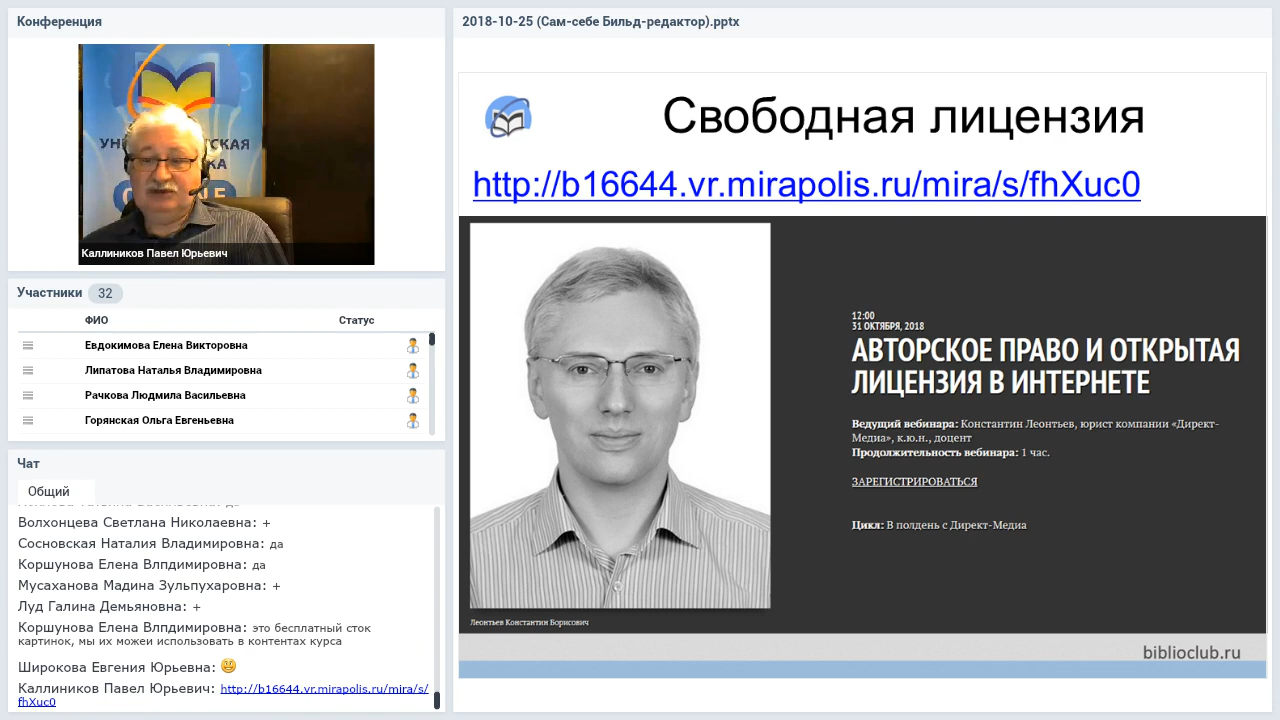 Конференция
Каллиников Павел Юрьевич
Участники 32
ФИО Статус
Евдокимова Елена Викторовна
Липатова Наталья Владимировна
Рачкова Людмила Васильевна
Горянская Ольга Евгеньевна
Чат
Общий
Волхонцева Светлана Николаевна: +
Сосновская Наталия Владимировна: да
Коршунова Елена Влпдимировна: да
Мусаханова Мадина Зульпухаровна: +
Луд Галина Демьяновна: +
Коршунова Елена Влпдимировна: это бесплатный сток
картинок, мы их можеи использовать в контентах курса
Широкова Евгения Юрьевна:
Каллиников Павел Юрьевич: http://b16644.vr.mirapolis.ru/mira/s/
fhXuc0
2018-10-25 (Сам-себе Бильд-редактор).pptx
Свободная лицензия
http://b16644.vr.mirapolis.ru/mira/s/fhXuc0
12:00
31 ОКТЯБРЯ, 2018
АВТОРСКОЕ ПРАВО И ОТКРЫТАЯ
ЛИЦЕНЗИЯ В ИНТЕРНЕТЕ
Ведущий вебинара: Константин Леонтьев, юрист компании «Директ-
Медиа», к.ю.н., доцент
Продолжительность вебинара: 1 час.
ЗАРЕГИСТРИРОВАТЬСЯ
Цикл: В полдень с Директ-Медиа
Леонтьев Константин Борисович
biblioclub.ru